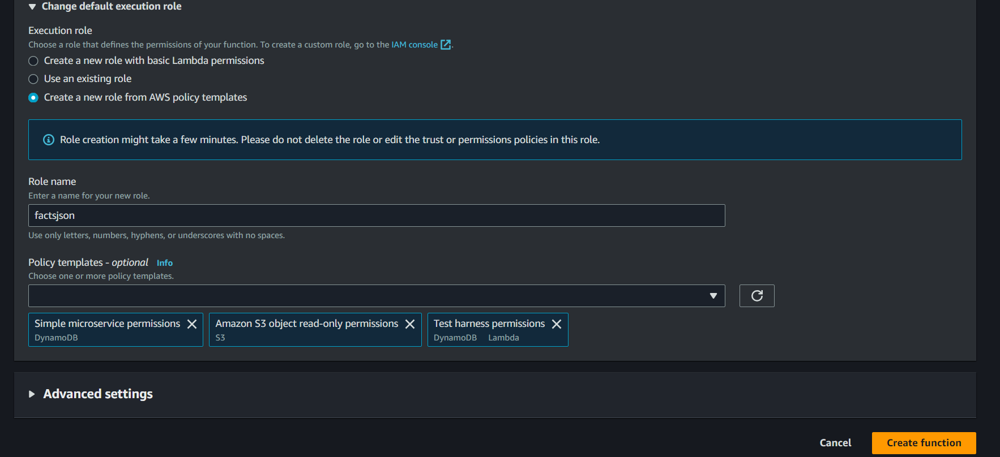 Change default execution role
Execution role
Choose a role that defines the permissions of your function. To create a custom role, go to the IAM console.
Create a new role with basic Lambda permissions
Use an existing role
Create a new role from AWS policy templates
Role creation might take a few minutes. Please do not delete the role or edit the trust or permissions policies in this role.
Role name
Enter a name for your new role.
factsjson
Use only letters, numbers, hyphens, or underscores with no spaces.
Policy templates - optional Info
Choose one or more policy templates.
Simple microservice permissions
DynamoDB
Amazon S3 object read-only permissions
S3
Test harness permissions
DynamoDB Lambda
Advanced settings
Cancel Create function